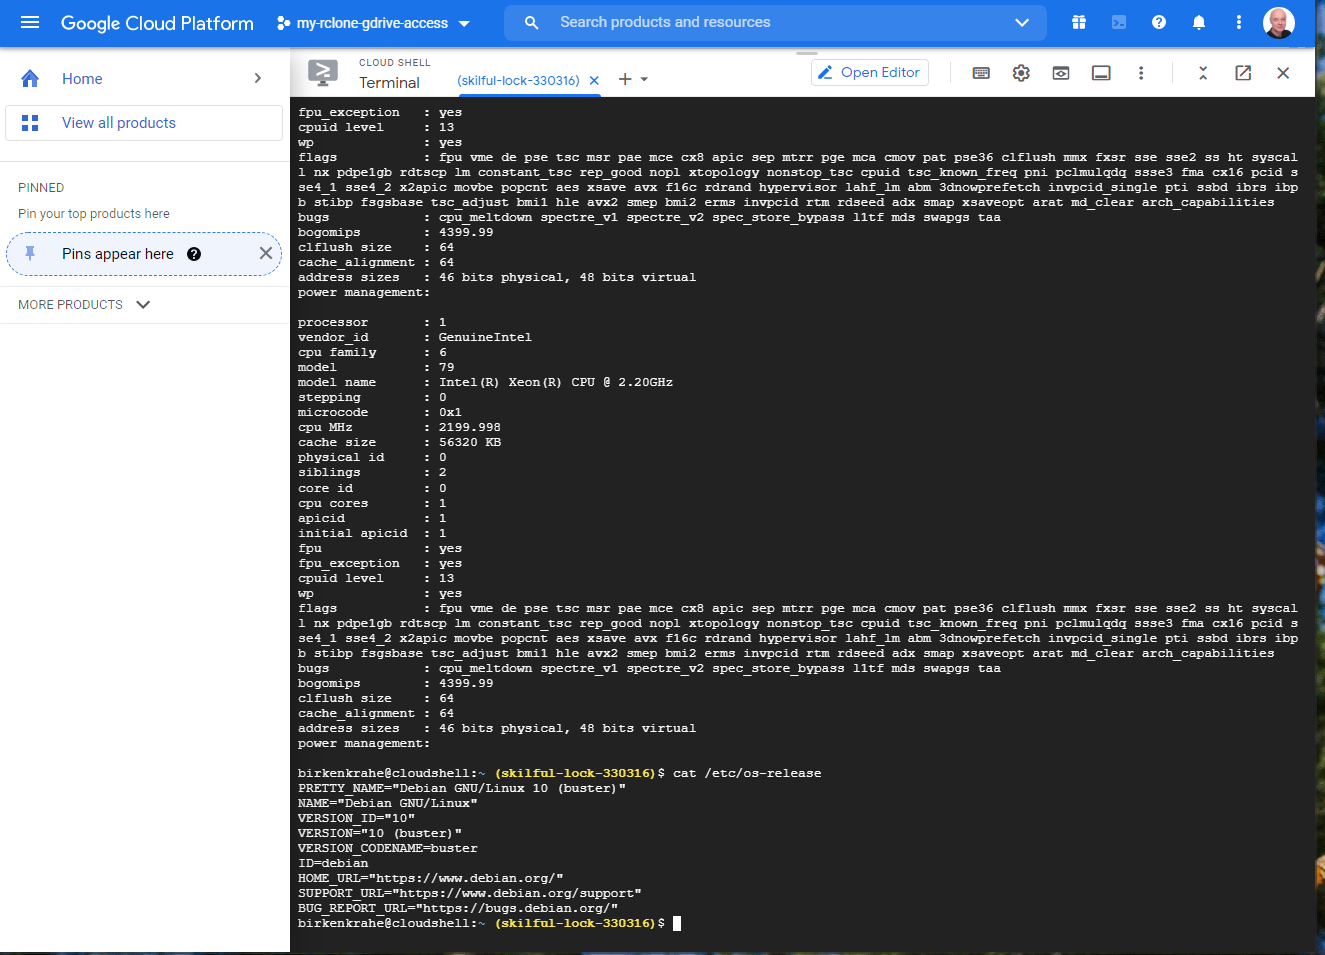 Google Cloud Platform
my-rclone-gdrive-access
Search products and resources
Home
View all products
PINNED
Pin your top products here
Pins appear here
MORE PRODUCTS
CLOUD SHELL
Terminal
(skilful-lock-330316)
Open Editor
fpu_exception : yes
cpuid level : 13
wp : yes
flags : fpu vme de pse tsc msr pae mce cx8 apic sep mtrr pge mca cmov pat pse36 clflush mmx fxsr sse sse2 ss ht syscal
l nx pdpe1gb rdtscp lm constant_tsc rep_good nopl xtopology nonstop_tsc cpuid tsc_known_freq pni pclmulqdq ssse3 fma cx16 pcid s
se4_1 sse4_2 x2apic movbe popcnt aes xsave avx f16c rdrand hypervisor lahf_lm abm 3dnowprefetch invpcid_single pti ssbd ibrs ibp
b stibp fsgsbase tsc_adjust bmi1 hle avx2 smep bmi2 erms invpcid rtm rdseed adx smap xsaveopt arat md_clear arch_capabilities
bugs : cpu_meltdown spectre_v1 spectre_v2 spec_store_bypass l1tf mds swapgs taa
bogomips : 4399.99
clflush size : 64
cache_alignment : 64
address sizes : 46 bits physical, 48 bits virtual
power management:
processor : 1
vendor_id : GenuineIntel
cpu family : 6
model : 79
model name : Intel(R) Xeon(R) CPU @ 2.20GHz
stepping : 0
microcode : 0x1
cpu MHz : 2199.998
cache size : 56320 KB
physical id : 0
siblings : 2
core id : 0
cpu cores : 1
apicid : 1
initial apicid : 1
fpu : yes
fpu_exception : yes
cpuid level : 13
wp : yes
flags : fpu vme de pse tsc msr pae mce cx8 apic sep mtrr pge mca cmov pat pse36 clflush mmx fxsr sse sse2 ss ht syscal
l nx pdpe1gb rdtscp lm constant_tsc rep_good nopl xtopology nonstop_tsc cpuid tsc_known_freq pni pclmulqdq ssse3 fma cx16 pcid s
se4_1 sse4_2 x2apic movbe popcnt aes xsave avx f16c rdrand hypervisor lahf_lm abm 3dnowprefetch invpcid_single pti ssbd ibrs ibp
b stibp fsgsbase tsc_adjust bmi1 hle avx2 smep bmi2 erms invpcid rtm rdseed adx smap xsaveopt arat md_clear arch_capabilities
bugs : cpu_meltdown spectre_v1 spectre_v2 spec_store_bypass l1tf mds swapgs taa
bogomips : 4399.99
clflush size : 64
cache_alignment : 64
address sizes : 46 bits physical, 48 bits virtual
power management:
birkenkrahe@cloudshell:~ (skilful-lock-330316)$ cat /etc/os-release
PRETTY_NAME="Debian GNU/Linux 10 (buster)"
NAME="Debian GNU/Linux"
VERSION_ID="10"
VERSION="10 (buster)"
VERSION_CODENAME=buster
ID=debian
HOME_URL="https://www.debian.org/"
SUPPORT_URL="https://www.debian.org/support"
BUG_REPORT_URL="https://bugs.debian.org/"
birkenkrahe@cloudshell:~ (skilful-lock-330316)$